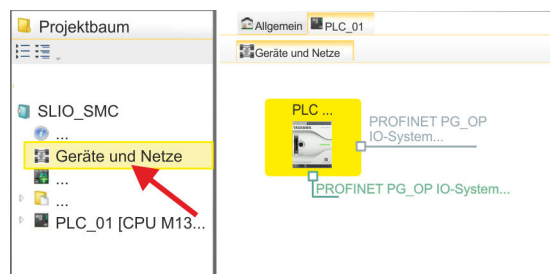 Projektbaum
SLIO_SMC
...
Geräte und Netze
...
...
PLC_01 [CPU M13...
Allgemein PLC_01
Geräte und Netze
PLC ...
YASKAWA
PROFINET PG_OP
IO-System...
PROFINET PG_OP IO-System...